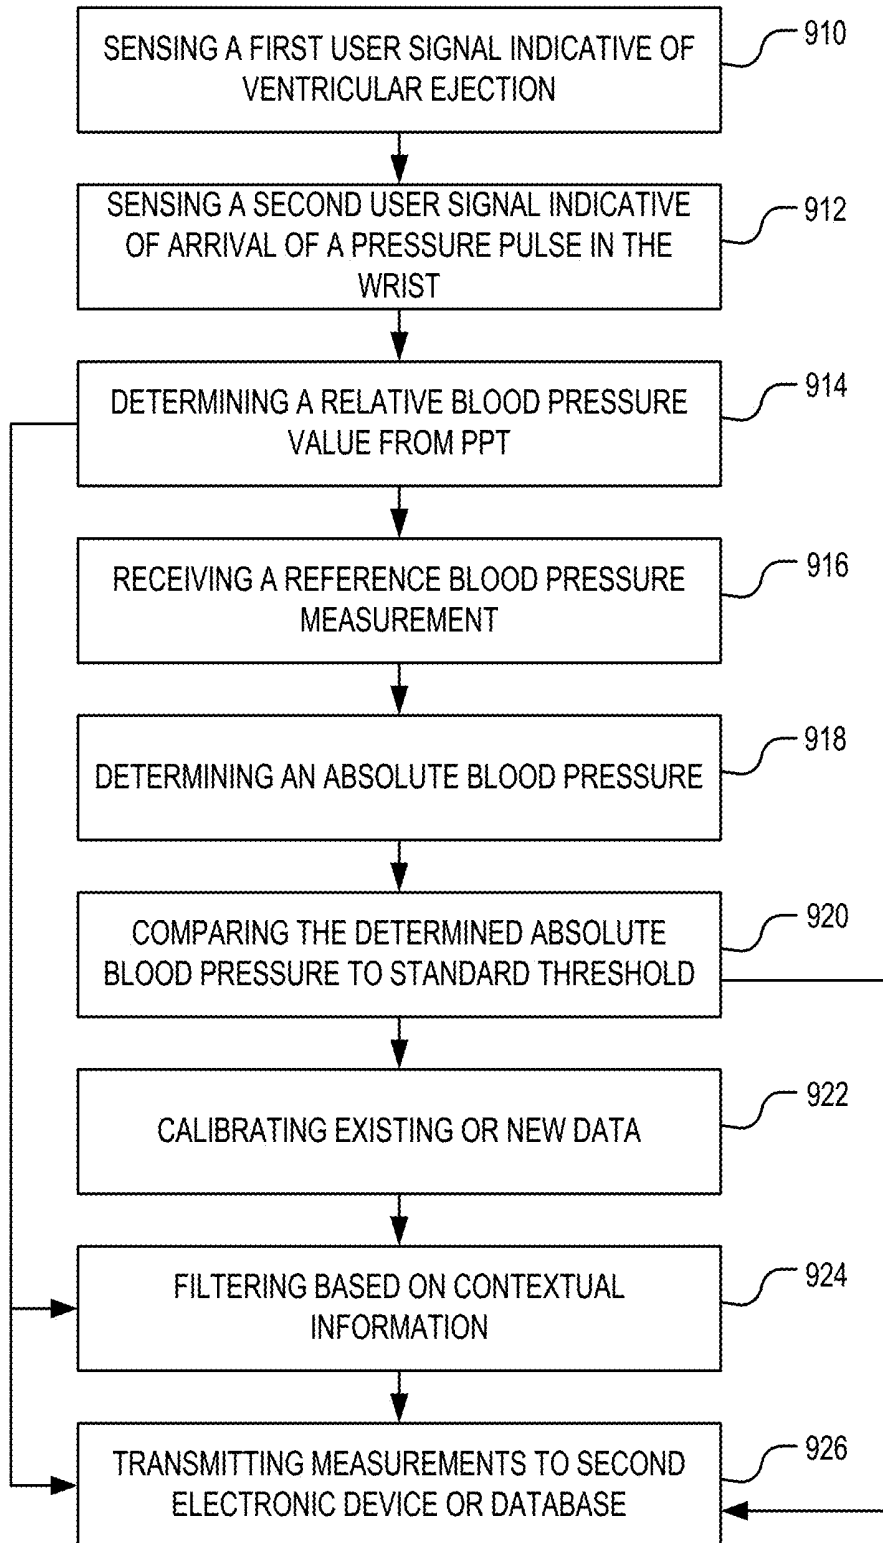 SENSING A FIRST USER SIGNAL INDICATIVE OF
VENTRICULAR EJECTION
910
SENSING A SECOND USER SIGNAL INDICATIVE
OF ARRIVAL OF A PRESSURE PULSE IN THE
WRIST
912
DETERMINING A RELATIVE BLOOD PRESSURE
VALUE FROM PPT
914
RECEIVING A REFERENCE BLOOD PRESSURE
MEASUREMENT
916
DETERMINING AN ABSOLUTE BLOOD PRESSURE
918
COMPARING THE DETERMINED ABSOLUTE
BLOOD PRESSURE TO STANDARD THRESHOLD
920
CALIBRATING EXISTING OR NEW DATA
922
FILTERING BASED ON CONTEXTUAL
INFORMATION
924
TRANSMITTING MEASUREMENTS TO SECOND
ELECTRONIC DEVICE OR DATABASE
926